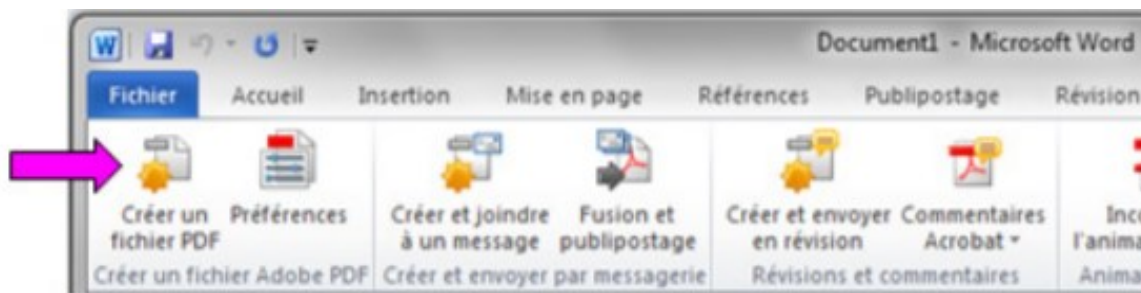 W
Document1 - Microsoft Word
Fichier Accueil Insertion Mise en page Références Publipostage Révision
Créer un Préférences Créer et joindre Fusion et Créer et envoyer Commentaires
fichier PDF à un message publipostage en révision Acrobat
Créer un fichier Adobe PDF Créer et envoyer par messagerie Révisions et commentaires